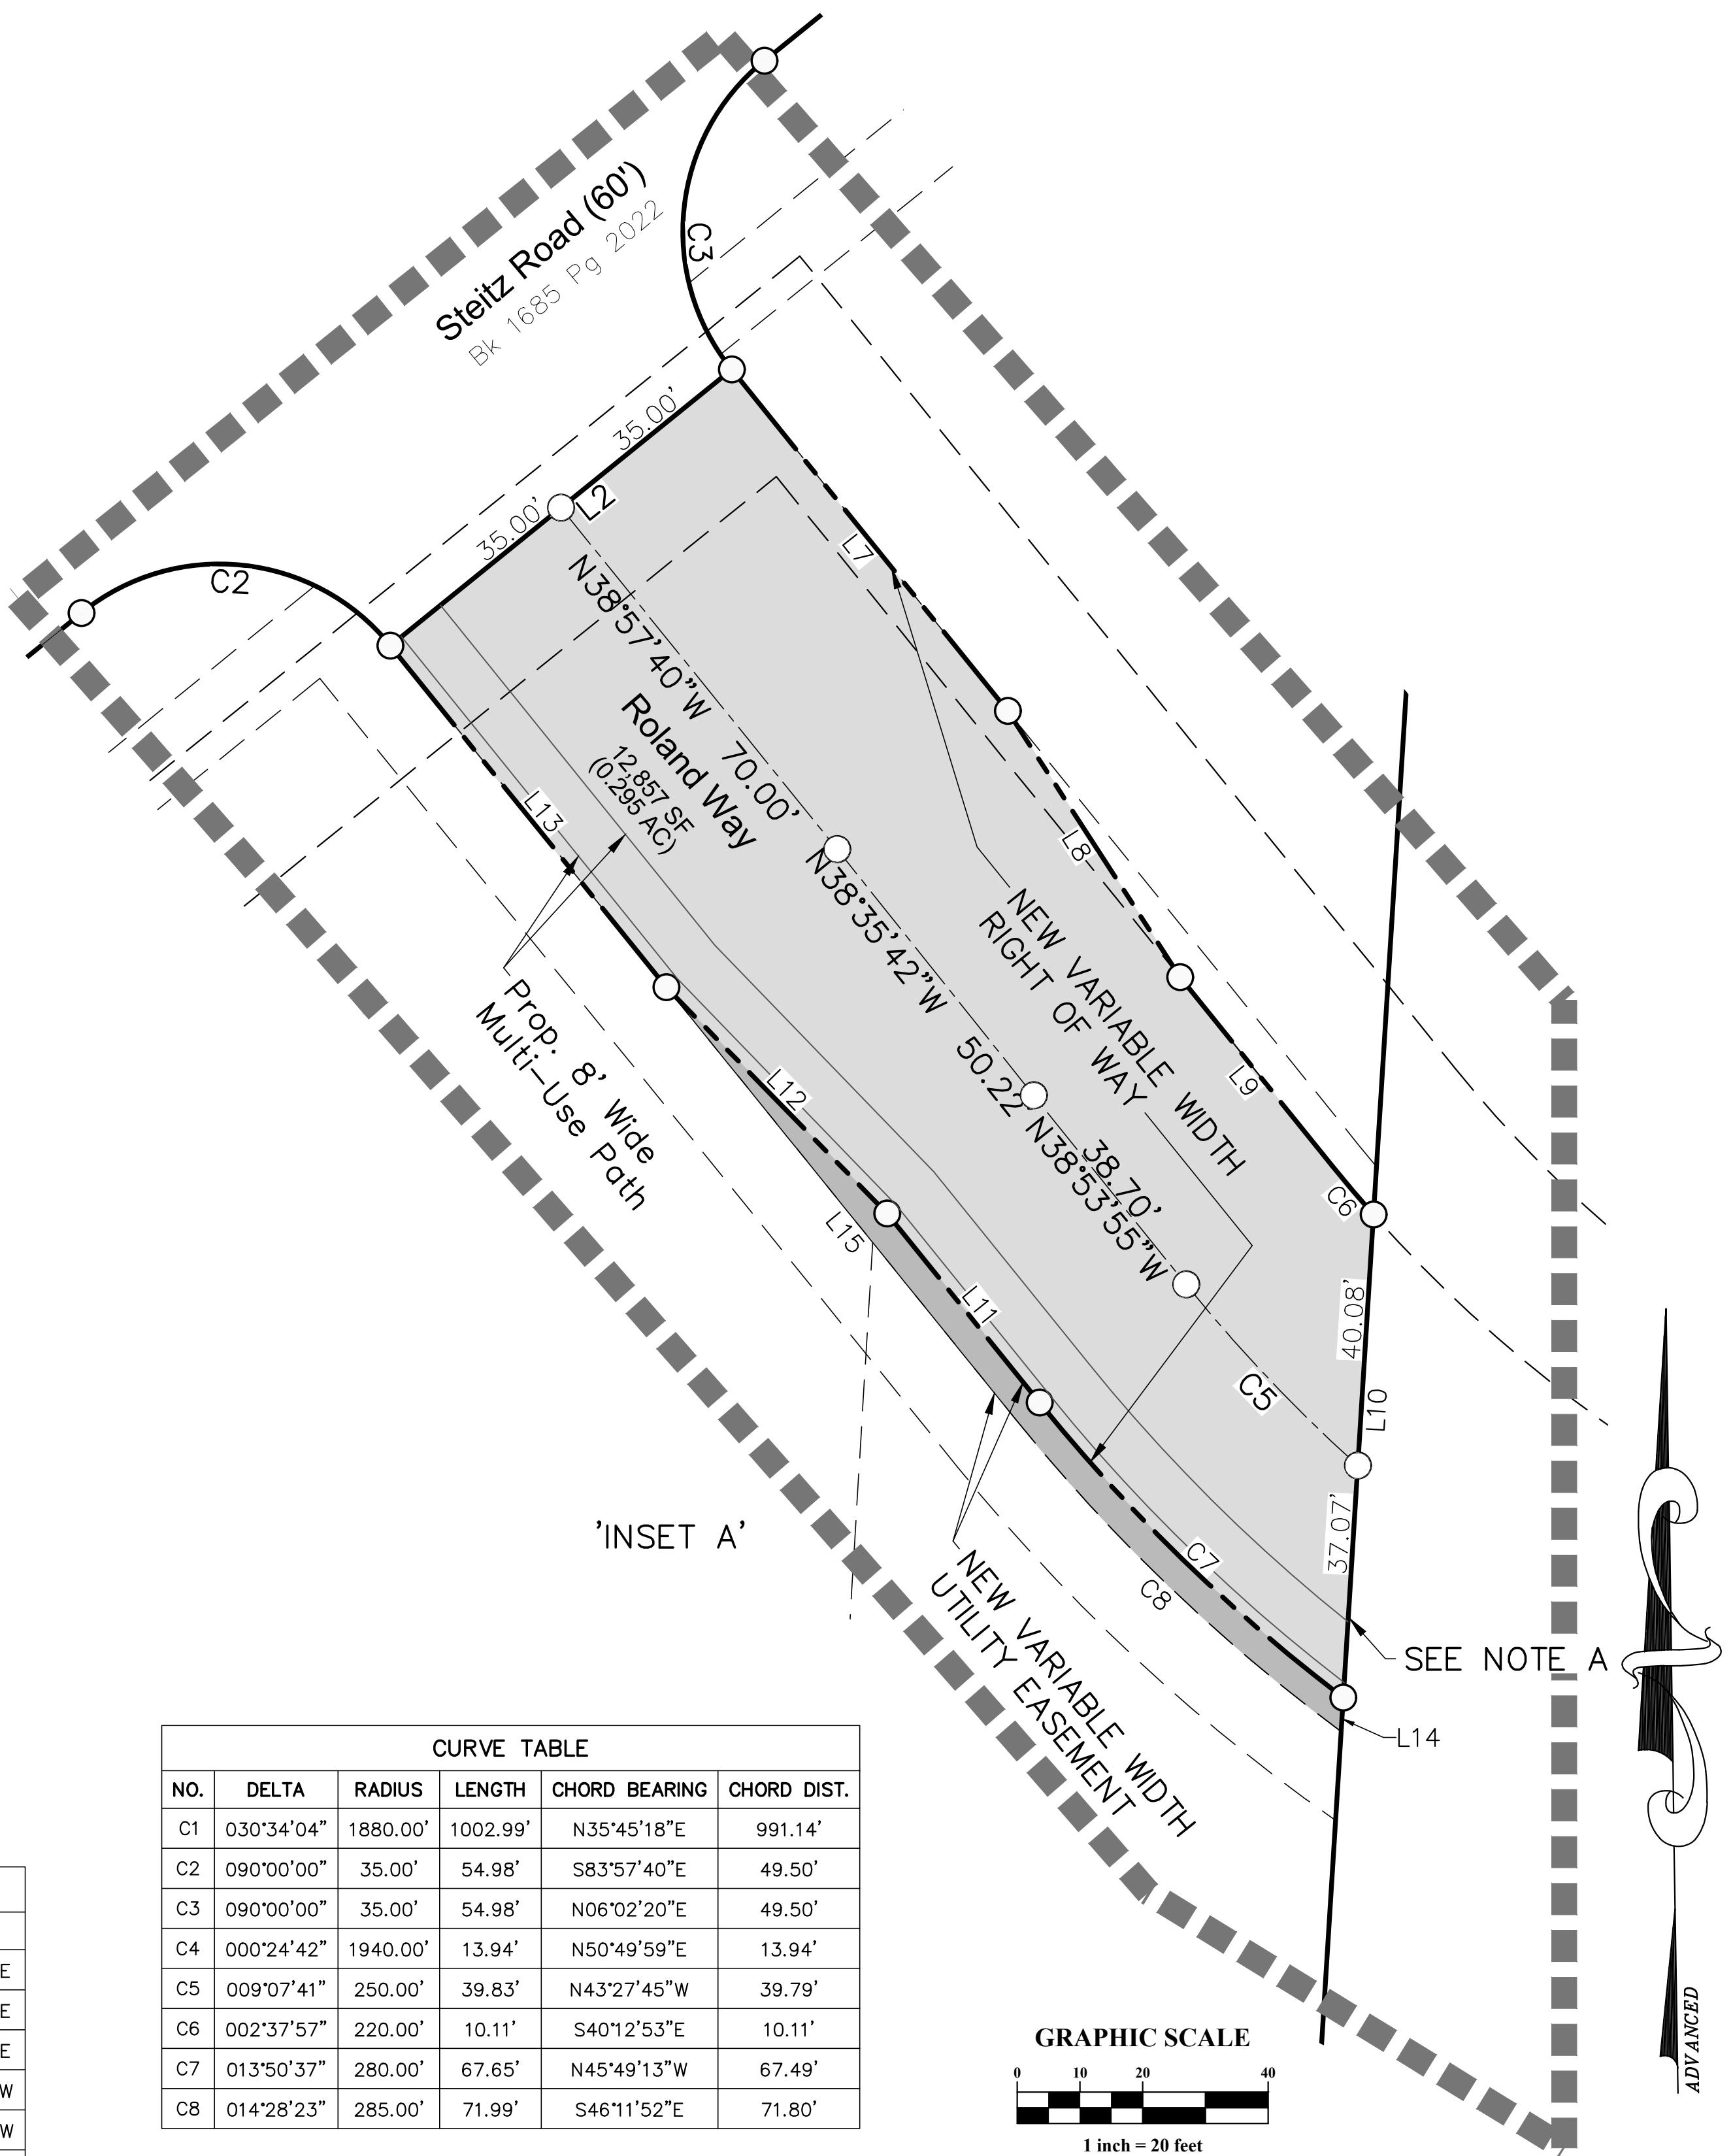 Steitz Road (60')
Bk 1685 Pg 2022
C3
35.00'
L2
35.00'
C2
L7
N38°57'40"W 70.00'
Roland Way
12,857 SF
(0.295 AC)
L13
L8
N38°35'42"W 50.22'
NEW VARIABLE WIDTH
RIGHT OF WAY
L9
Prop. 8' Wide
Multi-Use Path
L12
38.70'
N38°53'55"W
C6
L15
L11
40.08'
C5
L10
37.07'
'INSET A'
C7
C8
NEW VARIABLE WIDTH
UTILITY EASEMENT
SEE NOTE A
L14
CURVE TABLE
NO. DELTA RADIUS LENGTH CHORD BEARING CHORD DIST.
C1 030°34'04" 1880.00' 1002.99' N35°45'18"E 991.14'
C2 090°00'00" 35.00' 54.98' S83°57'40"E 49.50'
C3 090°00'00" 35.00' 54.98' N06°02'20"E 49.50'
C4 000°24'42" 1940.00' 13.94' N50°49'59"E 13.94'
C5 009°07'41" 250.00' 39.83' N43°27'45"W 39.79'
C6 002°37'57" 220.00' 10.11' S40°12'53"E 10.11'
C7 013°50'37" 280.00' 67.65' N45°49'13"W 67.49'
C8 014°28'23" 285.00' 71.99' S46°11'52"E 71.80'
E
E
E
W
W
GRAPHIC SCALE
0 10 20 40
1 inch = 20 feet
ADVANCED